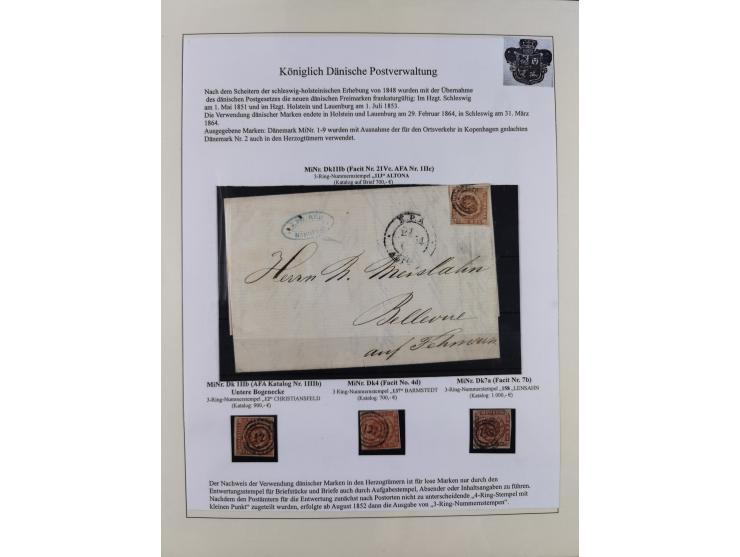 Königlich Dänische Postverwaltung
Nach dem Scheitern der schleswig-holsteinischen Erhebung von 1848 wurden mit der Übernahme
des dänischen Postgesetzes die neuen dänischen Freimarken frankaturgültig: Im Hzgt. Schleswig
am 1. Mai 1851 und im Hzgt. Holstein und Lauenburg am 1. Juli 1853.
Die Verwendung dänischer Marken endete in Holstein und Lauenburg am 29. Februar 1864, in Schleswig am 31. März
1864.
Ausgegebene Marken: Dänemark MiNr. 1-9 wurden mit Ausnahme der für den Ortsverkehr in Kopenhagen gedachten
Dänemark Nr. 2 auch in den Herzogtümern verwendet.
MiNr. Dk1IIb (Facit Nr. 21Vc. AFA Nr. 1IIc)
3-Ring-Nummernstempel „113“ ALTONA
(Katalog auf Brief 700,- €)
Herrn N. Meislahn
Bellevue
auf Fehmarn
MiNr. Dk 1IIb (AFA Katalog Nr. 1IIIb)
Untere Bogenecke
3-Ring-Nummernstempel „12“ CHRISTIANSFELD
(Katalog: 900,- €)
MiNr. Dk4 (Facit No. 4d)
3 Ring-Nummernstempel „137“ BARMSTEDT
(Katalog: 700,- €)
MiNr. Dk7a (Facit Nr. 7b)
3-Ring-Nummernstempel „158 „LENSAHN
(Katalog: 1.000,- €)
Der Nachweis der Verwendung dänischer Marken in den Herzogtümern ist für lose Marken nur durch den
Entwertungsstempel für Briefstücke und Briefe auch durch Aufgabestempel, Absender oder Inhaltsangaben zu führen.
Nachdem den Postämtern für die Entwertung zunächst nach Postorten nicht zu unterscheidende „4-Ring-Stempel mit
kleinen Punkt“ zugeteilt wurden, erfolgte ab August 1852 dann die Ausgabe von „3-Ring-Nummernstempen“.